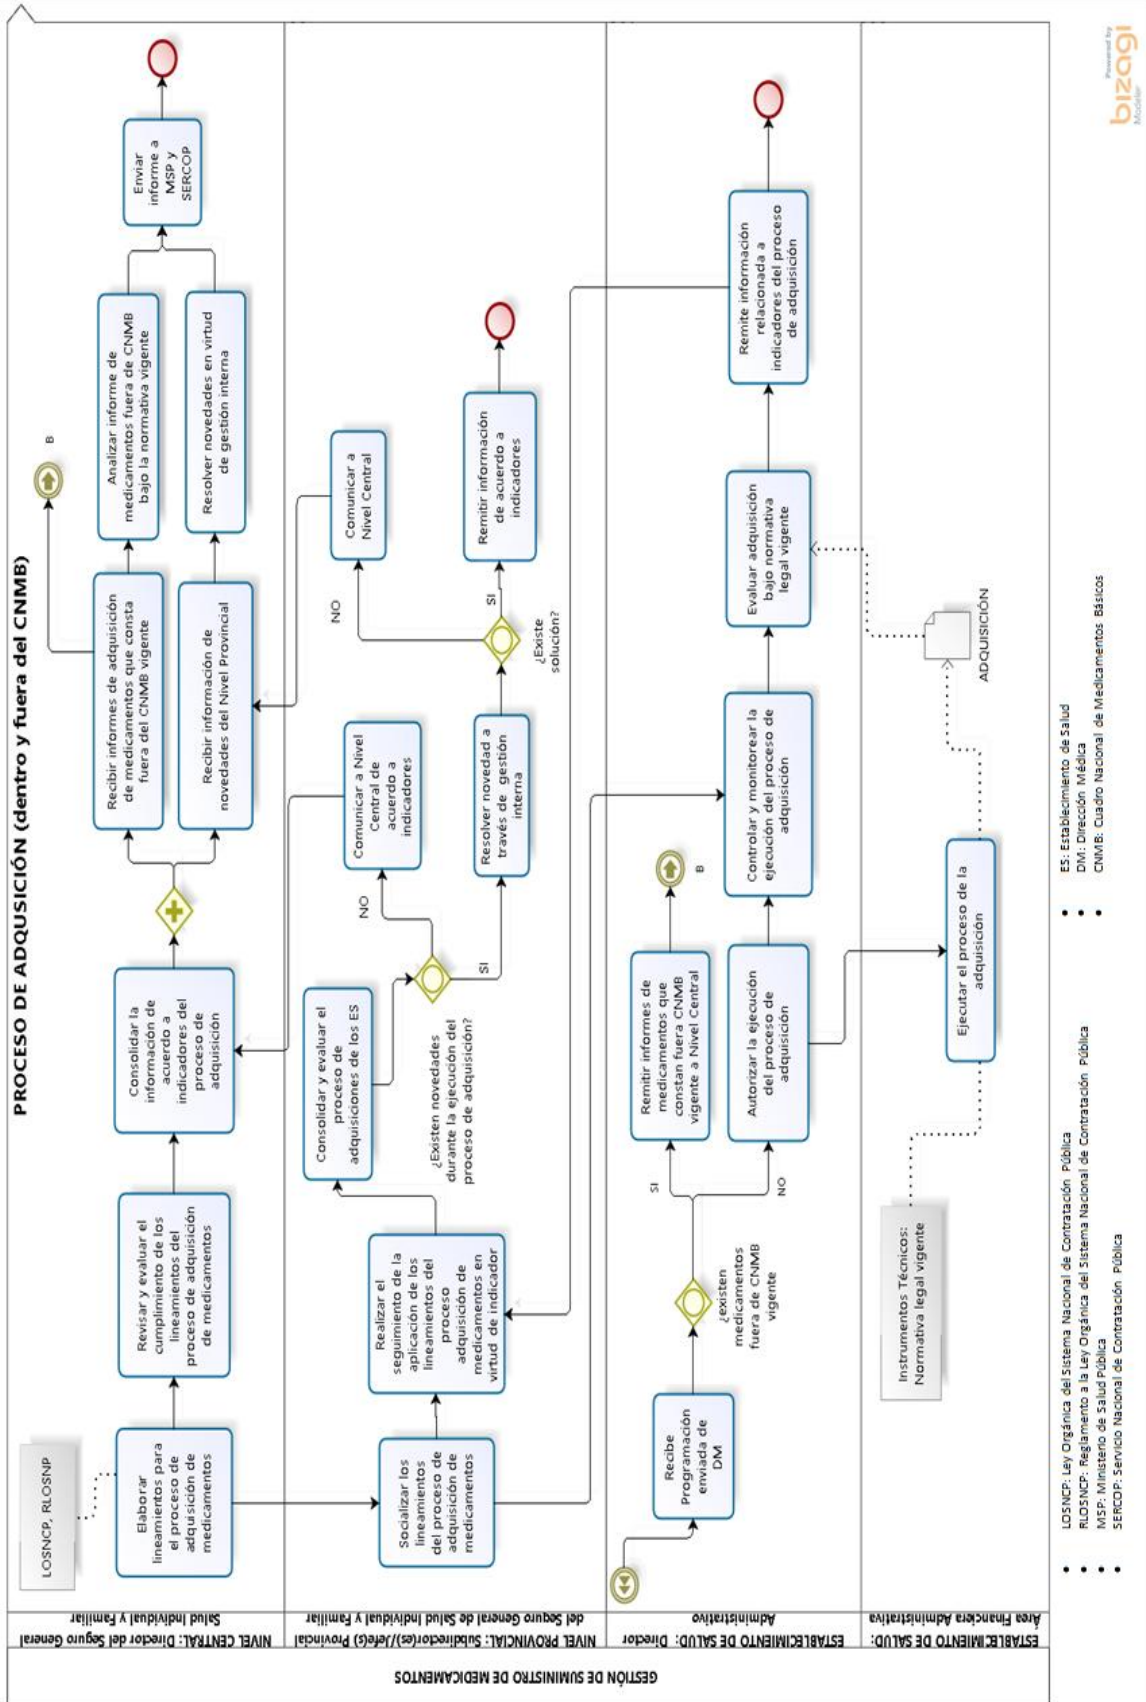 PROCESO DE ADQUSICIÓN (dentro y fuera del CNMB)
GESTIÓN DE SUMINISTRO DE MEDICAMENTOS
NIVEL CENTRAL: Director del Seguro General
Salud Individual y Familiar
LOSNCP, RLOSNP
Elaborar
lineamientos para
el proceso de
adquisición de
medicamentos
Revisar y evaluar el
cumplimiento de los
lineamientos del
proceso de adquisición
de medicamentos
Consolidar la
información de
acuerdo a
indicadores del
proceso de
adquisición
Recibir informes de adquisición
de medicamentos que consta
fuera del CNMB vigente
B
Recibir información de
novedades del Nivel Provincial
Analizar informe de
medicamentos fuera de CNMB
bajo la normativa vigente
Resolver novedades en virtud
de gestión interna
Enviar
informe a
MSP y
SERCOP
NIVEL PROVINCIAL: Subdirector(es)/Jefe(s) Provincial
del Seguro General de Salud Individual y Familiar
Socializar los
lineamientos
del proceso de
adquisición de
medicamentos
Realizar el
seguimiento de la
aplicación de los
lineamientos del
proceso
adquisición de
medicamentos en
virtud de indicador
Consolidar y evaluar el
proceso de
adquisiciones de los ES
¿Existen novedades
durante la ejecución del
proceso de adquisición?
NO
SI
Comunicar a Nivel
Central de
acuerdo a
indicadores
Resolver novedad a
través de gestión
interna
¿Existe
solución?
NO
SI
Comunicar a
Nivel Central
Remitir información
de acuerdo a
indicadores
ESTABLECIMIENTO DE SALUD: Director
Administrativo
Recibe
Programación
enviada de
DM
¿existen
medicamentos
fuera de CNMB
vigente
SI
NO
Remitir informes de
medicamentos que
constan fuera CNMB
vigente a Nivel Central
B
Autorizar la ejecución
del proceso de
adquisición
Controlar y monitorear la
ejecución del proceso de
adquisición
Evaluar adquisición
bajo normativa
legal vigente
Remite información
relacionada a
indicadores del proceso
de adquisición
ESTABLECIMIENTO DE SALUD:
Área Financiera Administrativa
Instrumentos Técnicos:
Normativa legal vigente
Ejecutar el proceso de la
adquisición
ADQUISICIÓN
• LOSNCP: Ley Orgánica del Sistema Nacional de Contratación Pública
• RLOSNCP: Reglamento a la Ley Orgánica del Sistema Nacional de Contratación Pública
• MSP: Ministerio de Salud Pública
• SERCOP: Servicio Nacional de Contratación Pública
• ES: Establecimiento de Salud
• DM: Dirección Médica
• CNMB: Cuadro Nacional de Medicamentos Básicos
Powered by
bizagi
Modeler